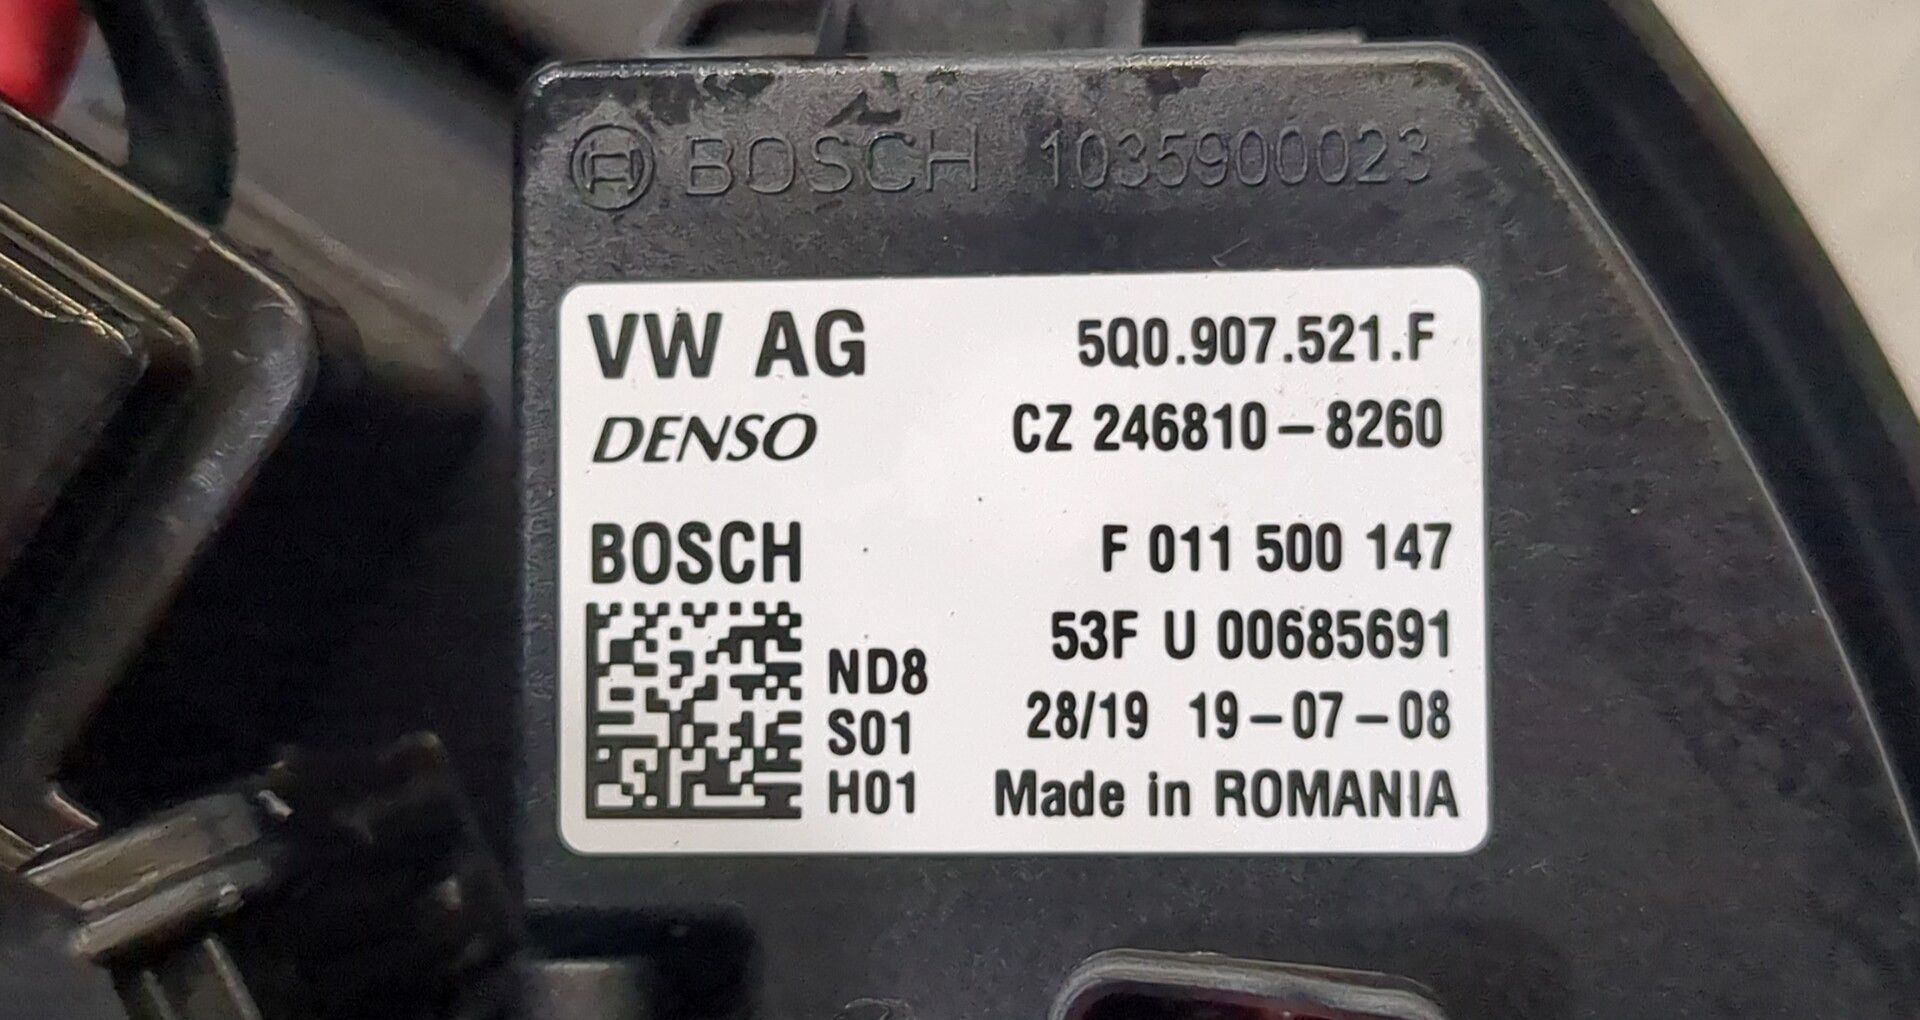 BOSCH 1035900023
VW AG 5Q0.907.521.F
DENSO CZ 246810-8260
BOSCH F 011 500 147
53F U 00685691
ND8
28/19 19-07-08
S01
H01 Made in ROMANIA